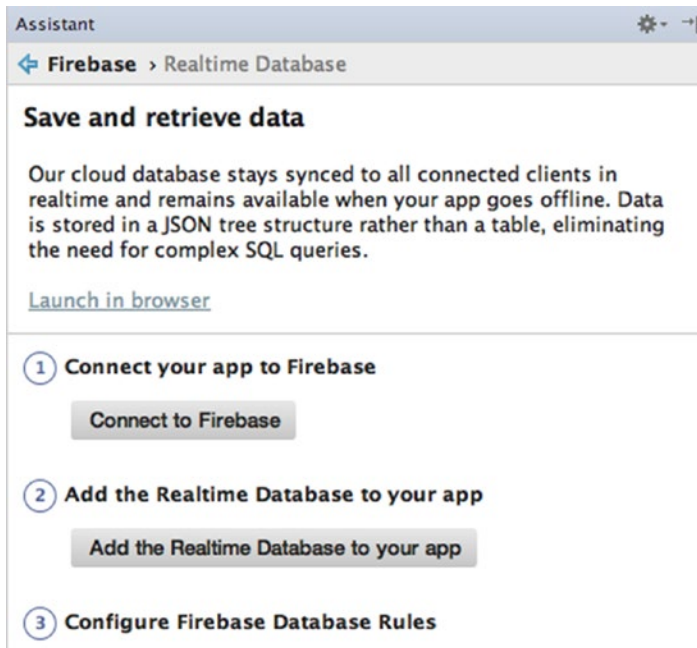 Assistant
Firebase › Realtime Database
Save and retrieve data
Our cloud database stays synced to all connected clients in
realtime and remains available when your app goes offline. Data
is stored in a JSON tree structure rather than a table, eliminating
the need for complex SQL queries.
Launch in browser
1 Connect your app to Firebase
Connect to Firebase
2 Add the Realtime Database to your app
Add the Realtime Database to your app
3 Configure Firebase Database Rules